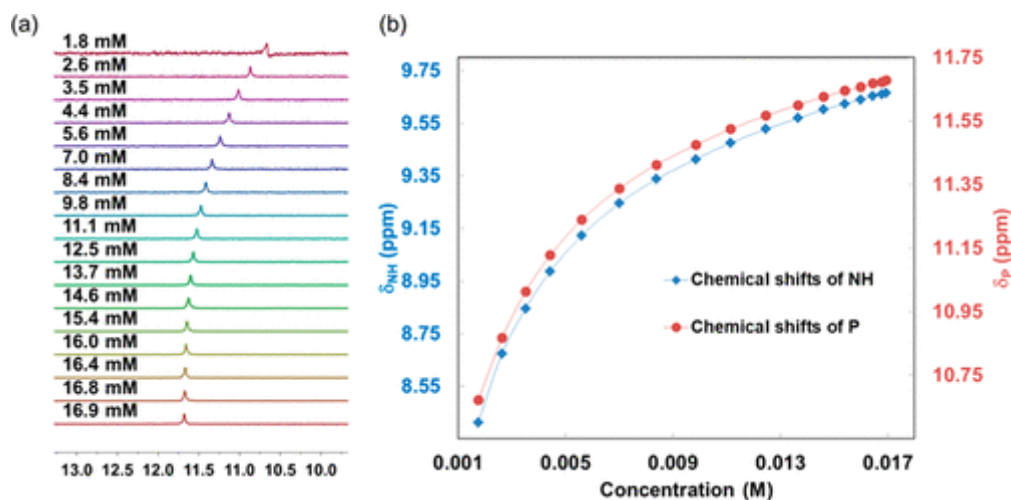 (a)
1.8 mM
2.6 mM
3.5 mM
4.4 mM
5.6 mM
7.0 mM
8.4 mM
9.8 mM
11.1 mM
12.5 mM
13.7 mM
14.6 mM
15.4 mM
16.0 mM
16.4 mM
16.8 mM
16.9 mM
13.0 12.5 12.0 11.5 11.0 10.5 10.0
(b)
δNH (ppm)
9.75
9.55
9.35
9.15
8.95
8.75
8.55
Chemical shifts of NH
Chemical shifts of P
11.75
11.55
11.35
11.15
10.95
10.75
δP (ppm)
0.001 0.005 0.009 0.013 0.017
Concentration (M)